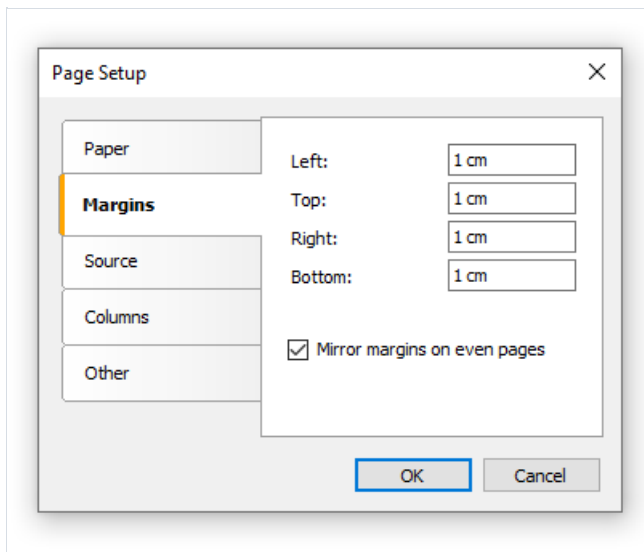 Page Setup
Paper
Margins
Source
Columns
Other
Left: 1 cm
Top: 1 cm
Right: 1 cm
Bottom: 1 cm
Mirror margins on even pages
OK Cancel